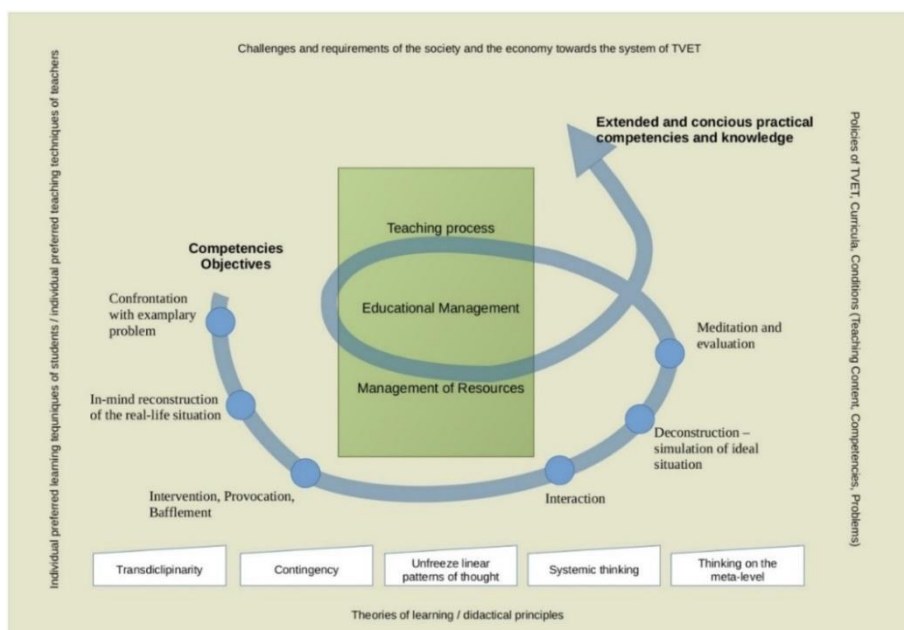 Challenges and requirements of the society and the economy towards the system of TVET
Individual preferred learning tequniques of students / individual preferred teaching techniques of teachers
Policies of TVET, Curricula, Conditions (Teaching Content, Competencies, Problems)
Extended and concious practical
competencies and knowledge
Teaching process
Competencies
Objectives
Confrontation
with examplary
problem
Educational Management
Meditation and
evaluation
Management of Resources
In-mind reconstruction
of the real-life situation
Deconstruction –
simulation of ideal
situation
Intervention, Provocation,
Bafflement
Interaction
Transdiciplinarity
Contingency
Unfreeze linear
patterns of thought
Systemic thinking
Thinking on the
meta-level
Theories of learning / didactical principles